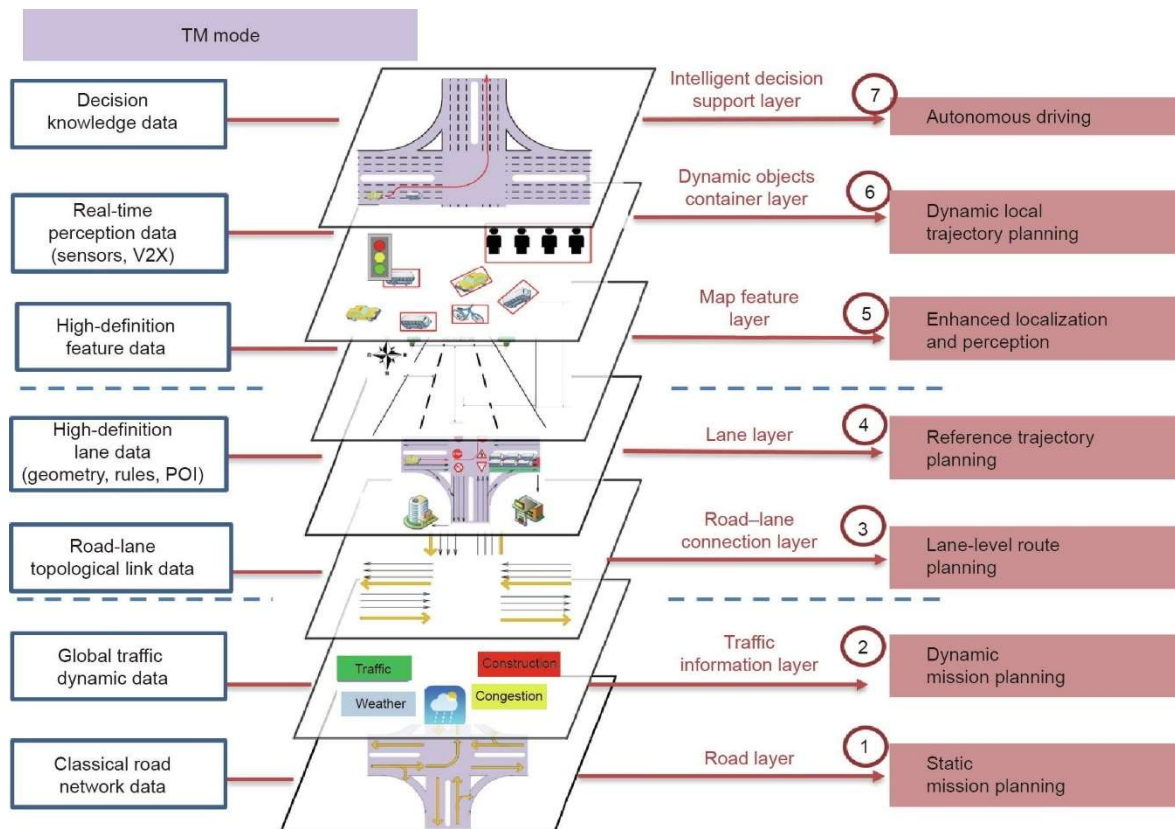 TM mode
Decision
knowledge data
Intelligent decision
support layer
7
Autonomous driving
Real-time
perception data
(sensors, V2X)
Dynamic objects
container layer
6
Dynamic local
trajectory planning
High-definition
feature data
Map feature
layer
5
Enhanced localization
and perception
High-definition
lane data
(geometry, rules, POI)
STOP
Lane layer
4
Reference trajectory
planning
Road-lane
topological link data
Road–lane
connection layer
3
Lane-level route
planning
Global traffic
dynamic data
Traffic
Construction
Weather
Congestion
Traffic
information layer
2
Dynamic
mission planning
Classical road
network data
Road layer
1
Static
mission planning